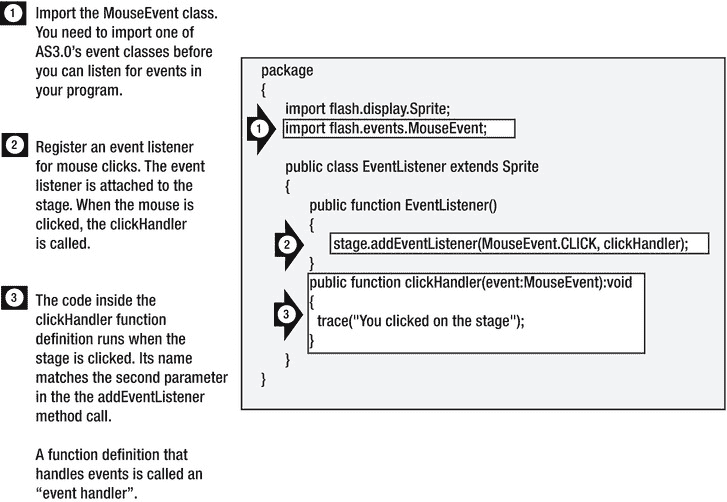 1
Import the MouseEvent class.
You need to import one of
AS3.0's event classes before
you can listen for events in
your program.
2
Register an event listener
for mouse clicks. The event
listener is attached to the
stage. When the mouse is
clicked, the clickHandler
is called.
3
The code inside the
clickHandler function
definition runs when the
stage is clicked. Its name
matches the second parameter
in the the addEventListener
method call.
A function definition that
handles events is called an
“event handler”.
package
{
import flash.display.Sprite;
1
import flash.events.MouseEvent;
public class EventListener extends Sprite
{
public function EventListener()
{
2
stage.addEventListener(MouseEvent.CLICK, clickHandler);
}
public function clickHandler(event:MouseEvent):void
{
3
trace("You clicked on the stage");
}
}
}